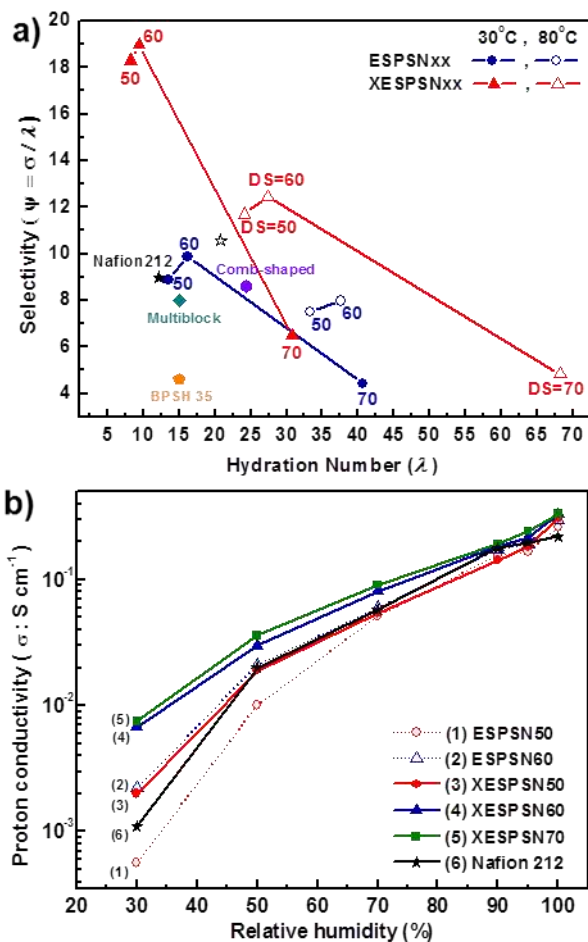 a)
30°C , 80°C
ESPSNxx
XESPSNxx
20
18
16
14
12
10
8
6
4
Selectivity ( Ψ = σ / λ )
60
50
DS=60
DS=50
60
Nafion212
50
Comb-shaped
Multiblock
50
60
70
BPSH 35
70
DS=70
5 10 15 20 25 30 35 40 45 50 55 60 65 70
Hydration Number (λ)
b)
10⁻¹
10⁻²
10⁻³
Proton conductivity ( σ : S cm⁻¹ )
(5)
(4)
(2)
(3)
(6)
(1)
(1) ESPSN50
(2) ESPSN60
(3) XESPSN50
(4) XESPSN60
(5) XESPSN70
(6) Nafion 212
20 30 40 50 60 70 80 90 100
Relative humidity (%)